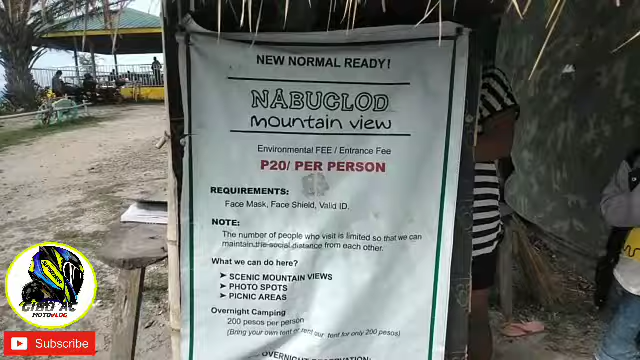 NEW NORMAL READY!
NABUCLOD
mountain view
Environmental FEE / Entrance Fee
P20/ PER PERSON
REQUIREMENTS:
Face Mask, Face Shield, Valid ID.
NOTE:
The number of people who visit is limited so that we can
maintain the social distance from each other.
What we can do here?
➤ SCENIC MOUNTAIN VIEWS
➤ PHOTO SPOTS
➤ PICNIC AREAS
Overnight Camping
200 pesos per person
(Bring your own tent or rent our tent for only 200 pesos)
OVERNIGHT RESERVATION:
MOTOVLOG
Subscribe